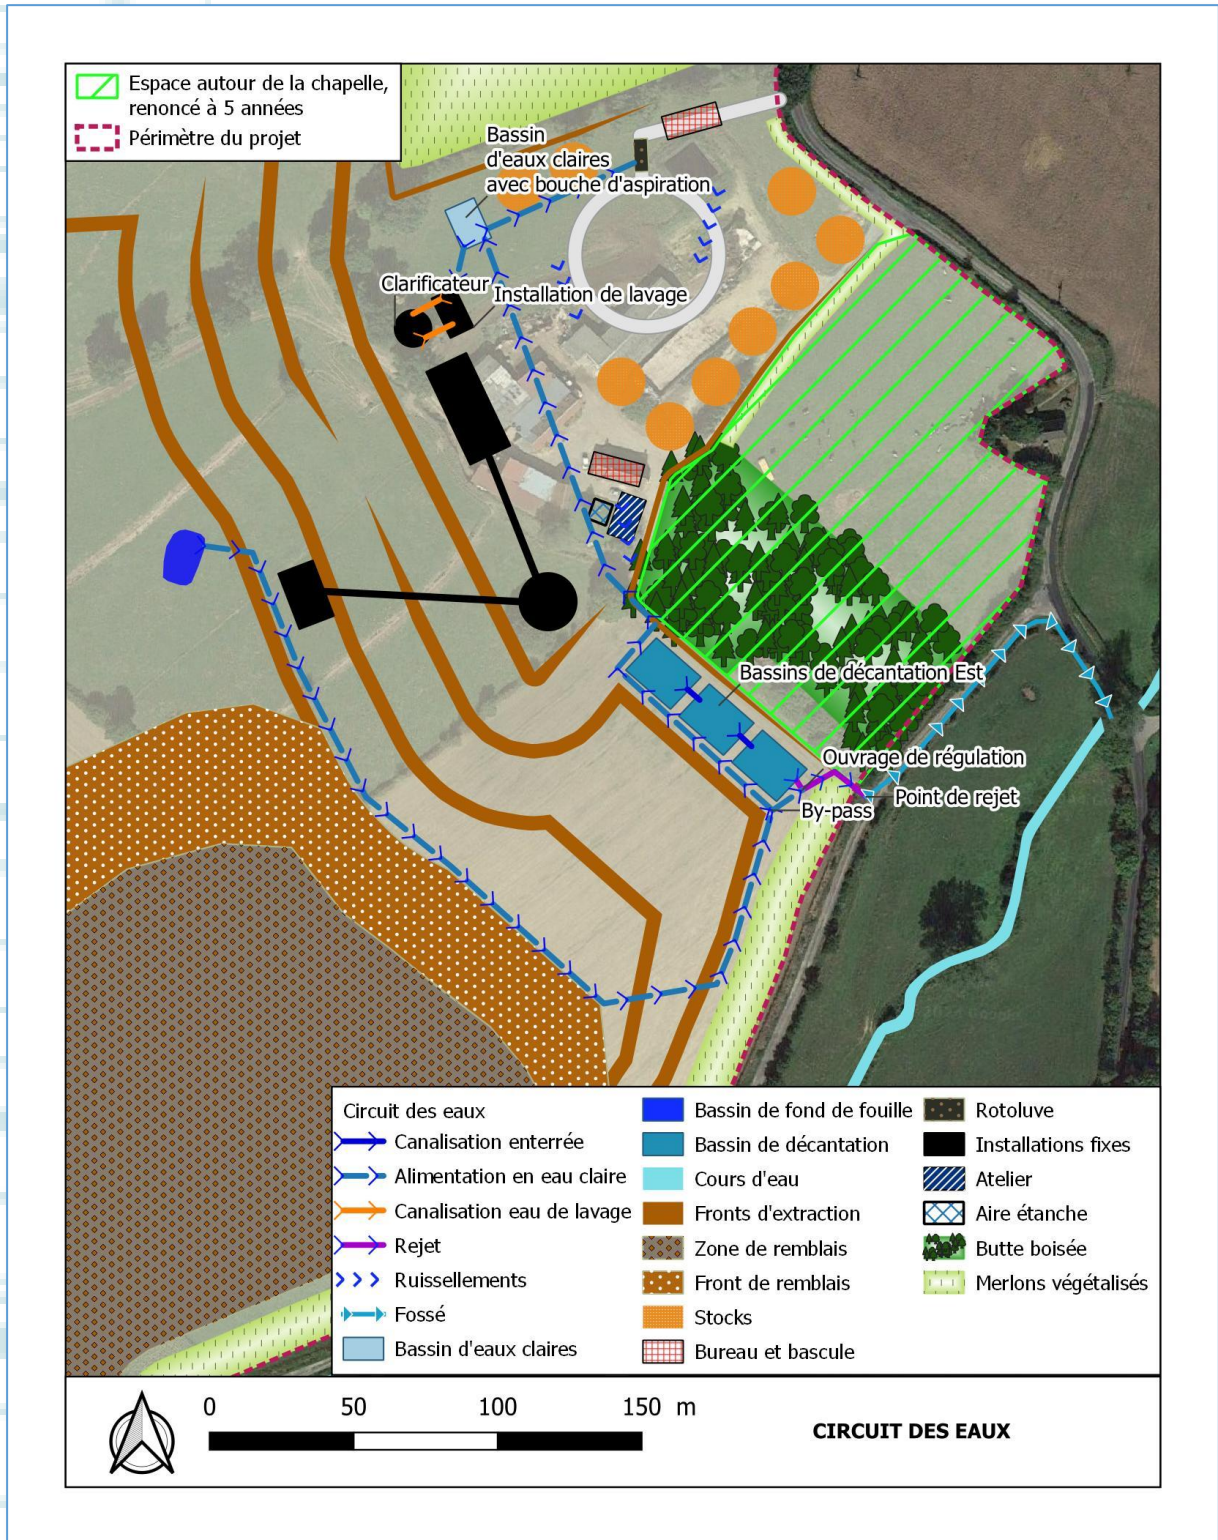 Espace autour de la chapelle,
renoncé à 5 années
Périmètre du projet
Bassin
d'eaux claires
avec bouche d'aspiration
Clarificateur
Installation de lavage
Bassins de décantation Est
Ouvrage de régulation
Point de rejet
By-pass
Circuit des eaux
Canalisation enterrée
Alimentation en eau claire
Canalisation eau de lavage
Rejet
Ruissellements
Fossé
Bassin d'eaux claires
Bassin de fond de fouille
Bassin de décantation
Cours d'eau
Fronts d'extraction
Zone de remblais
Front de remblais
Stocks
Bureau et bascule
Rotoluve
Installations fixes
Atelier
Aire étanche
Butte boisée
Merlons végétalisés
0 50 100 150 m
CIRCUIT DES EAUX